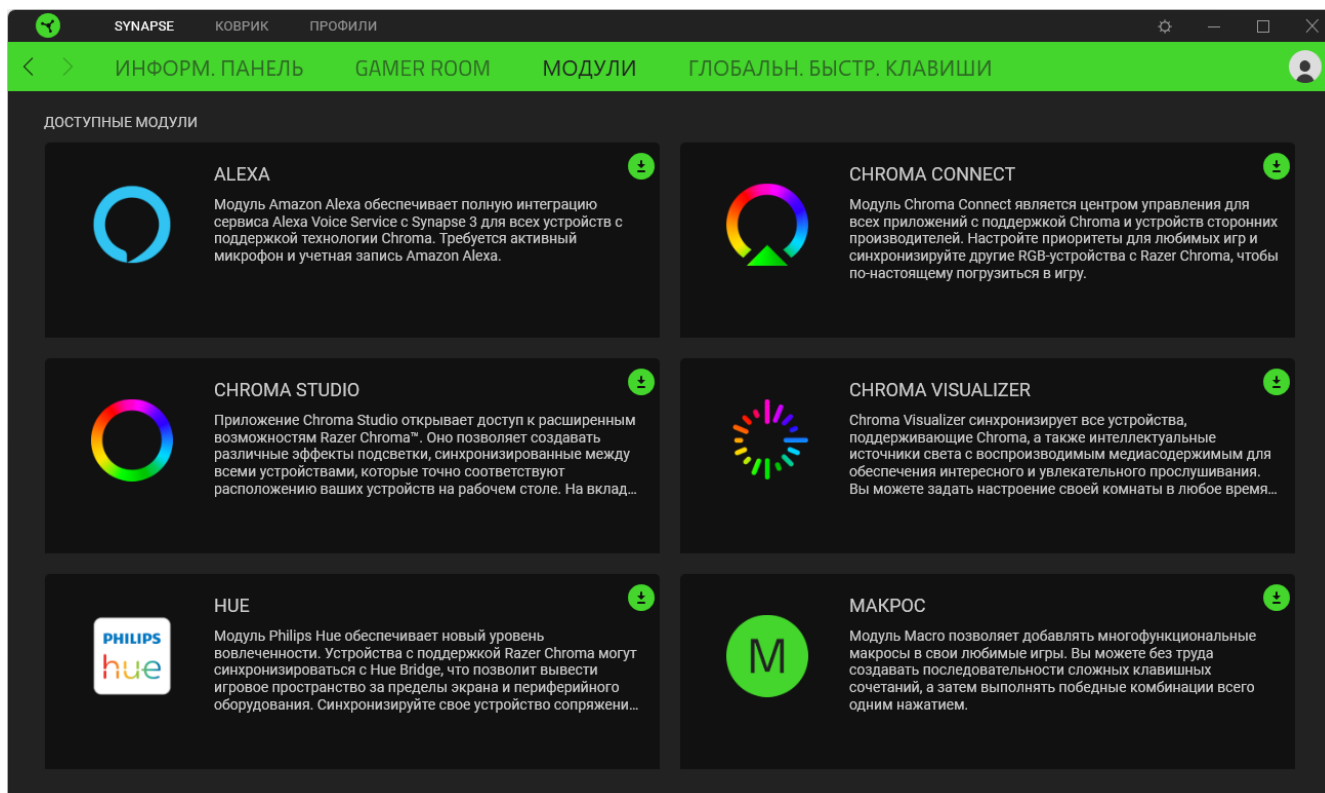 SYNAPSE КОВРИК ПРОФИЛИ
ИНФОРМ. ПАНЕЛЬ GAMER ROOM МОДУЛИ ГЛОБАЛЬН. БЫСТР. КЛАВИШИ
ДОСТУПНЫЕ МОДУЛИ
ALEXA
Модуль Amazon Alexa обеспечивает полную интеграцию
сервиса Alexa Voice Service с Synapse 3 для всех устройств с
поддержкой технологии Chroma. Требуется активный
микрофон и учетная запись Amazon Alexa.
CHROMA CONNECT
Модуль Chroma Connect является центром управления для
всех приложений с поддержкой Chroma и устройств сторонних
производителей. Настройте приоритеты для любимых игр и
синхронизируйте другие RGB-устройства с Razer Chroma, чтобы
по-настоящему погрузиться в игру.
CHROMA STUDIO
Приложение Chroma Studio открывает доступ к расширенным
возможностям Razer Chroma™. Оно позволяет создавать
различные эффекты подсветки, синхронизированные между
всеми устройствами, которые точно соответствуют
расположению ваших устройств на рабочем столе. На вклад...
CHROMA VISUALIZER
Chroma Visualizer синхронизирует все устройства,
поддерживающие Chroma, а также интеллектуальные
источники света с воспроизводимым медиасодержимым для
обеспечения интересного и увлекательного прослушивания.
Вы можете задать настроение своей комнаты в любое время...
PHILIPS
hue
HUE
Модуль Philips Hue обеспечивает новый уровень
вовлеченности. Устройства с поддержкой Razer Chroma могут
синхронизироваться с Hue Bridge, что позволит вывести
игровое пространство за пределы экрана и периферийного
оборудования. Синхронизируйте свое устройство сопряжени...
M
МАКРОС
Модуль Macro позволяет добавлять многофункциональные
макросы в свои любимые игры. Вы можете без труда
создавать последовательности сложных клавишных
сочетаний, а затем выполнять победные комбинации всего
одним нажатием.